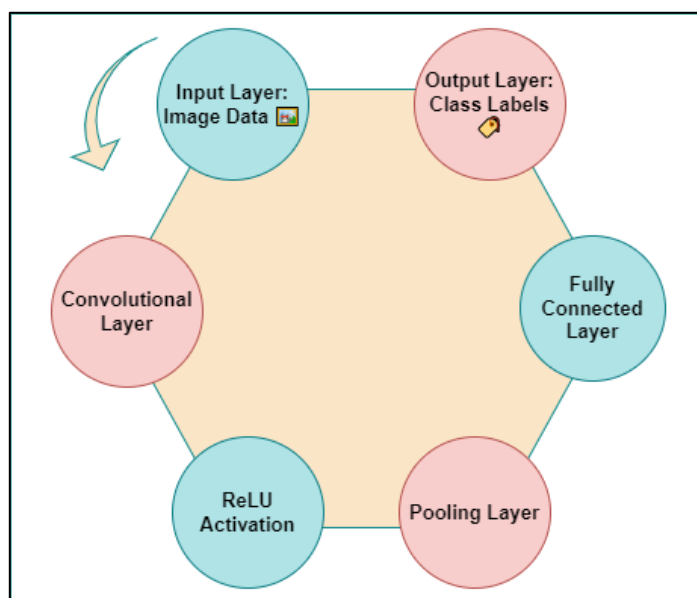 Input Layer:
Image Data
Output Layer:
Class Labels
Convolutional
Layer
Fully
Connected
Layer
ReLU
Activation
Pooling Layer